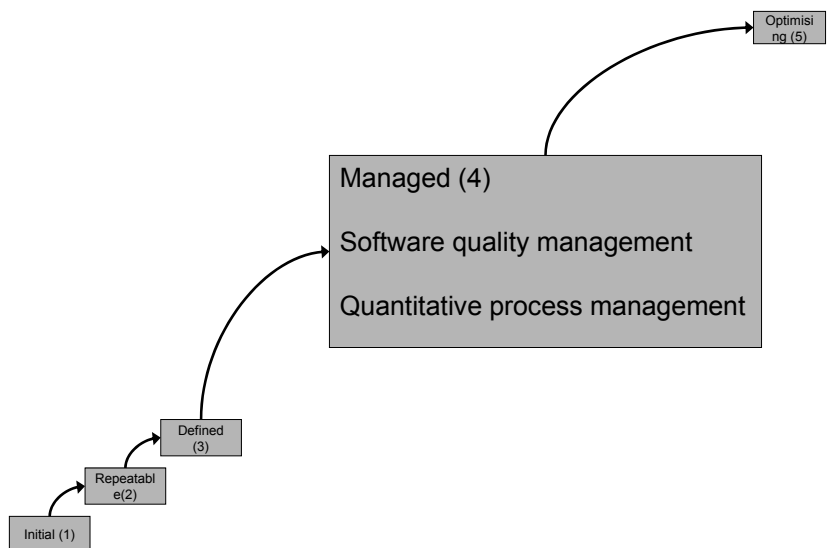 Optimisi
ng (5)
Managed (4)
Software quality management
Quantitative process management
Defined
(3)
Repeatabl
e(2)
Initial (1)